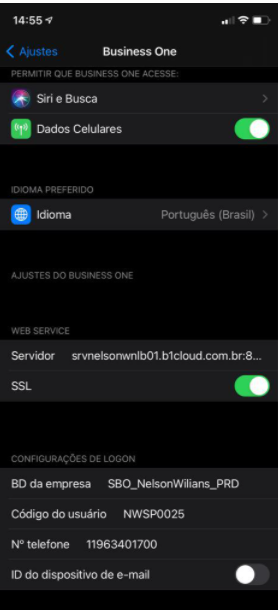 14:55
Ajustes
Business One
PERMITIR QUE BUSINESS ONE ACESSE:
Siri e Busca
Dados Celulares
IDIOMA PREFERIDO
Idioma Português (Brasil)
AJUSTES DO BUSINESS ONE
WEB SERVICE
Servidor srvnelsonwnlb01.b1cloud.com.br:8...
SSL
CONFIGURAÇÕES DE LOGON
BD da empresa SBO_NelsonWilians_PRD
Código do usuário NWSP0025
Nº telefone 11963401700
ID do dispositivo de e-mail